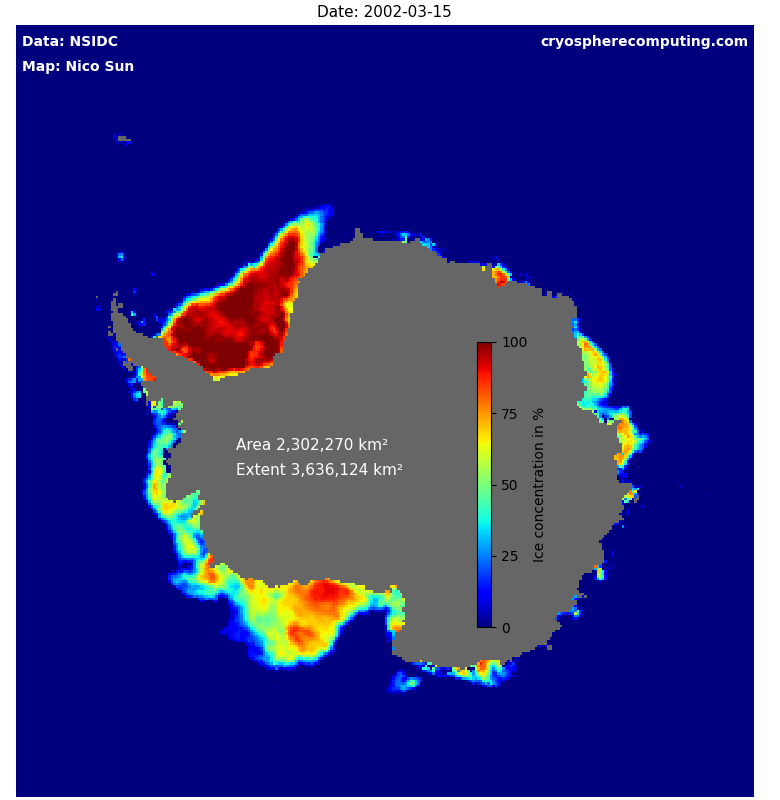 Date: 2002-03-15
Data: NSIDC
cryospherecomputing.com
Map: Nico Sun
100
75
50
25
0
Ice concentration in %
Area 2,302,270 km²
Extent 3,636,124 km²